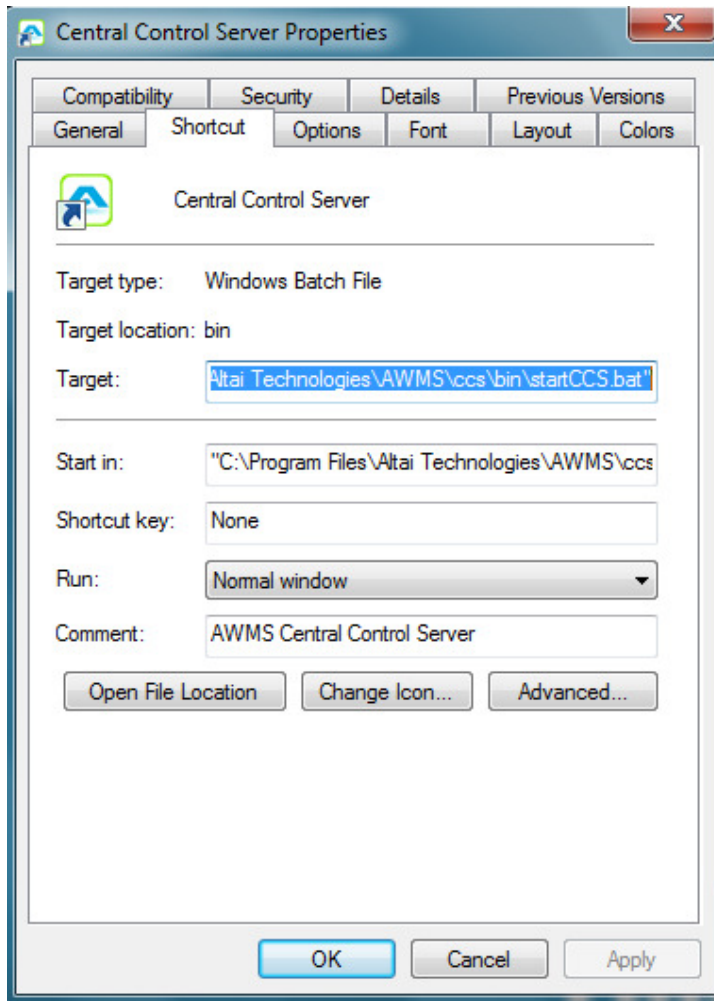 Central Control Server Properties
Compatibility Security Details Previous Versions
General Shortcut Options Font Layout Colors
Central Control Server
Target type: Windows Batch File
Target location: bin
Target: Altai Technologies\AWMS\ccs\bin\startCCS.bat"
Start in: "C:\Program Files\Altai Technologies\AWMS\ccs
Shortcut key: None
Run: Normal window
Comment: AWMS Central Control Server
Open File Location Change Icon... Advanced...
OK Cancel Apply